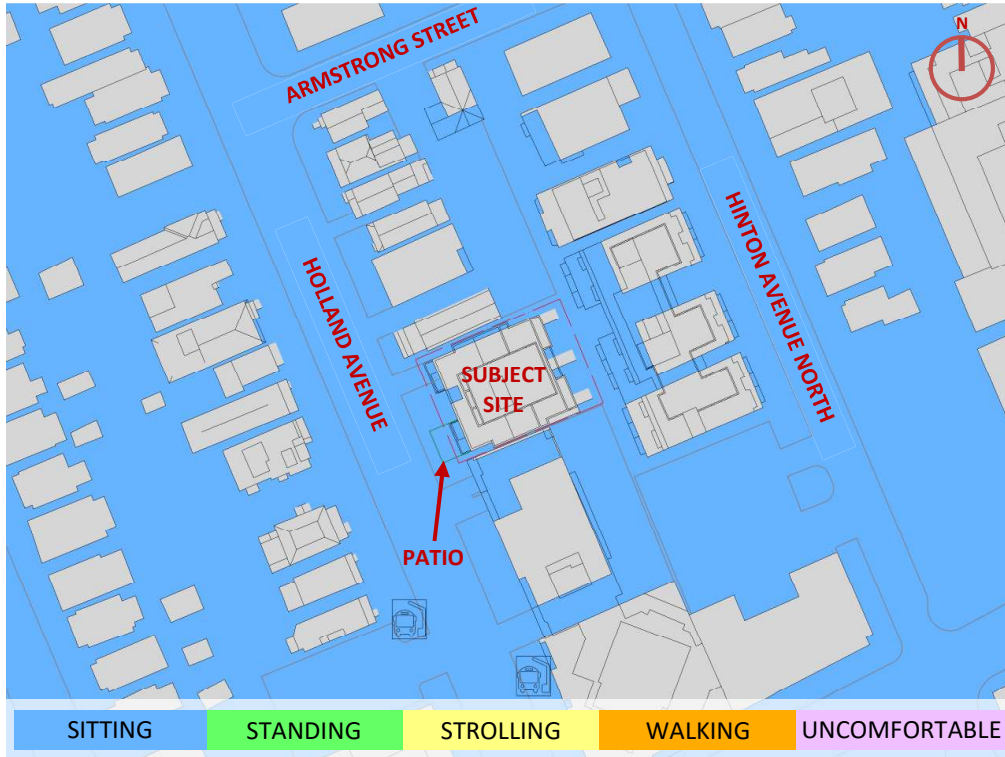 N
ARMSTRONG STREET
HINTON AVENUE NORTH
HOLLAND AVENUE
SUBJECT
SITE
PATIO
SITTING
STANDING
STROLLING
WALKING
UNCOMFORTABLE